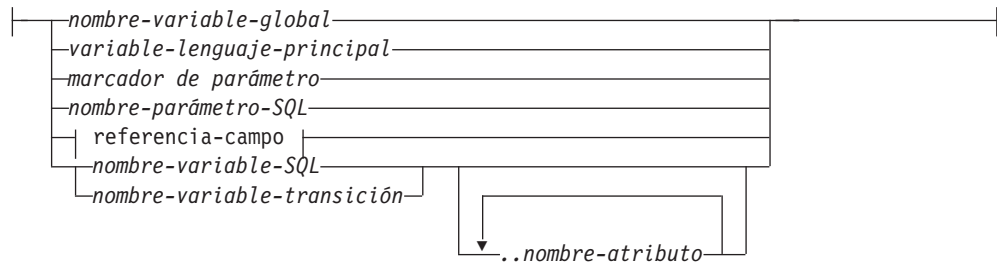 nombre-variable-global
variable-lenguaje-principal
marcador de parámetro
nombre-parámetro-SQL
referencia-campo
nombre-variable-SQL
nombre-variable-transición
..nombre-atributo